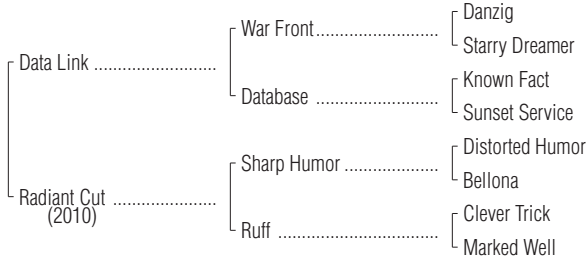 Danzig
War Front
Starry Dreamer
Data Link
Known Fact
Database
Sunset Service
Distorted Humor
Sharp Humor
Bellona
Radiant Cut
(2010)
Clever Trick
Ruff
Marked Well